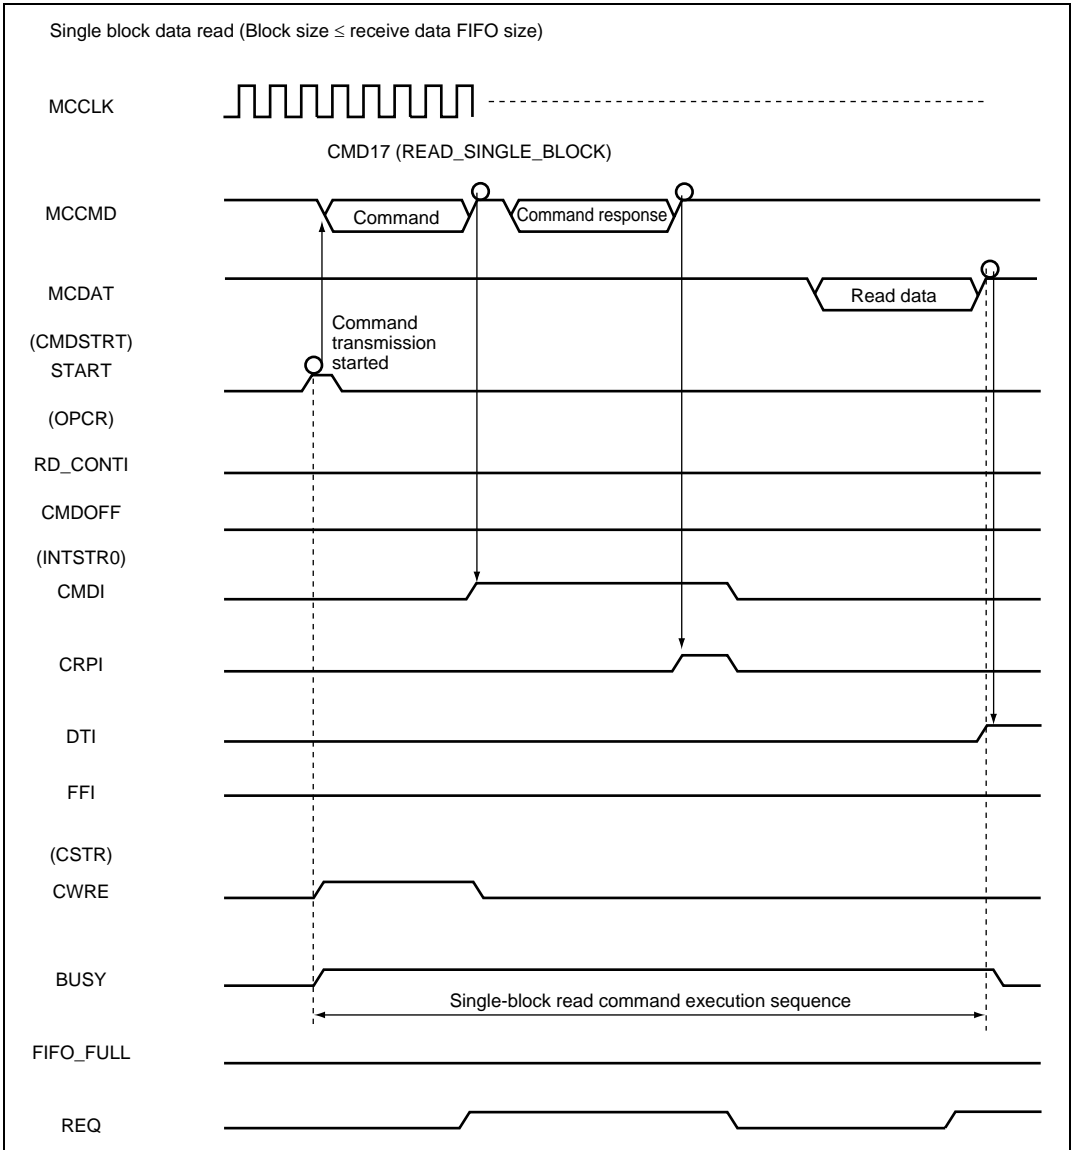 Single block data read (Block size ≤ receive data FIFO size)
MCCLK
CMD17 (READ_SINGLE_BLOCK)
MCCMD
Command
Command response
MCDAT
Read data
(CMDSTRT)
START
Command
transmission
started
(OPCR)
RD_CONTI
CMDOFF
(INTSTR0)
CMDI
CRPI
DTI
FFI
(CSTR)
CWRE
BUSY
Single-block read command execution sequence
FIFO_FULL
REQ